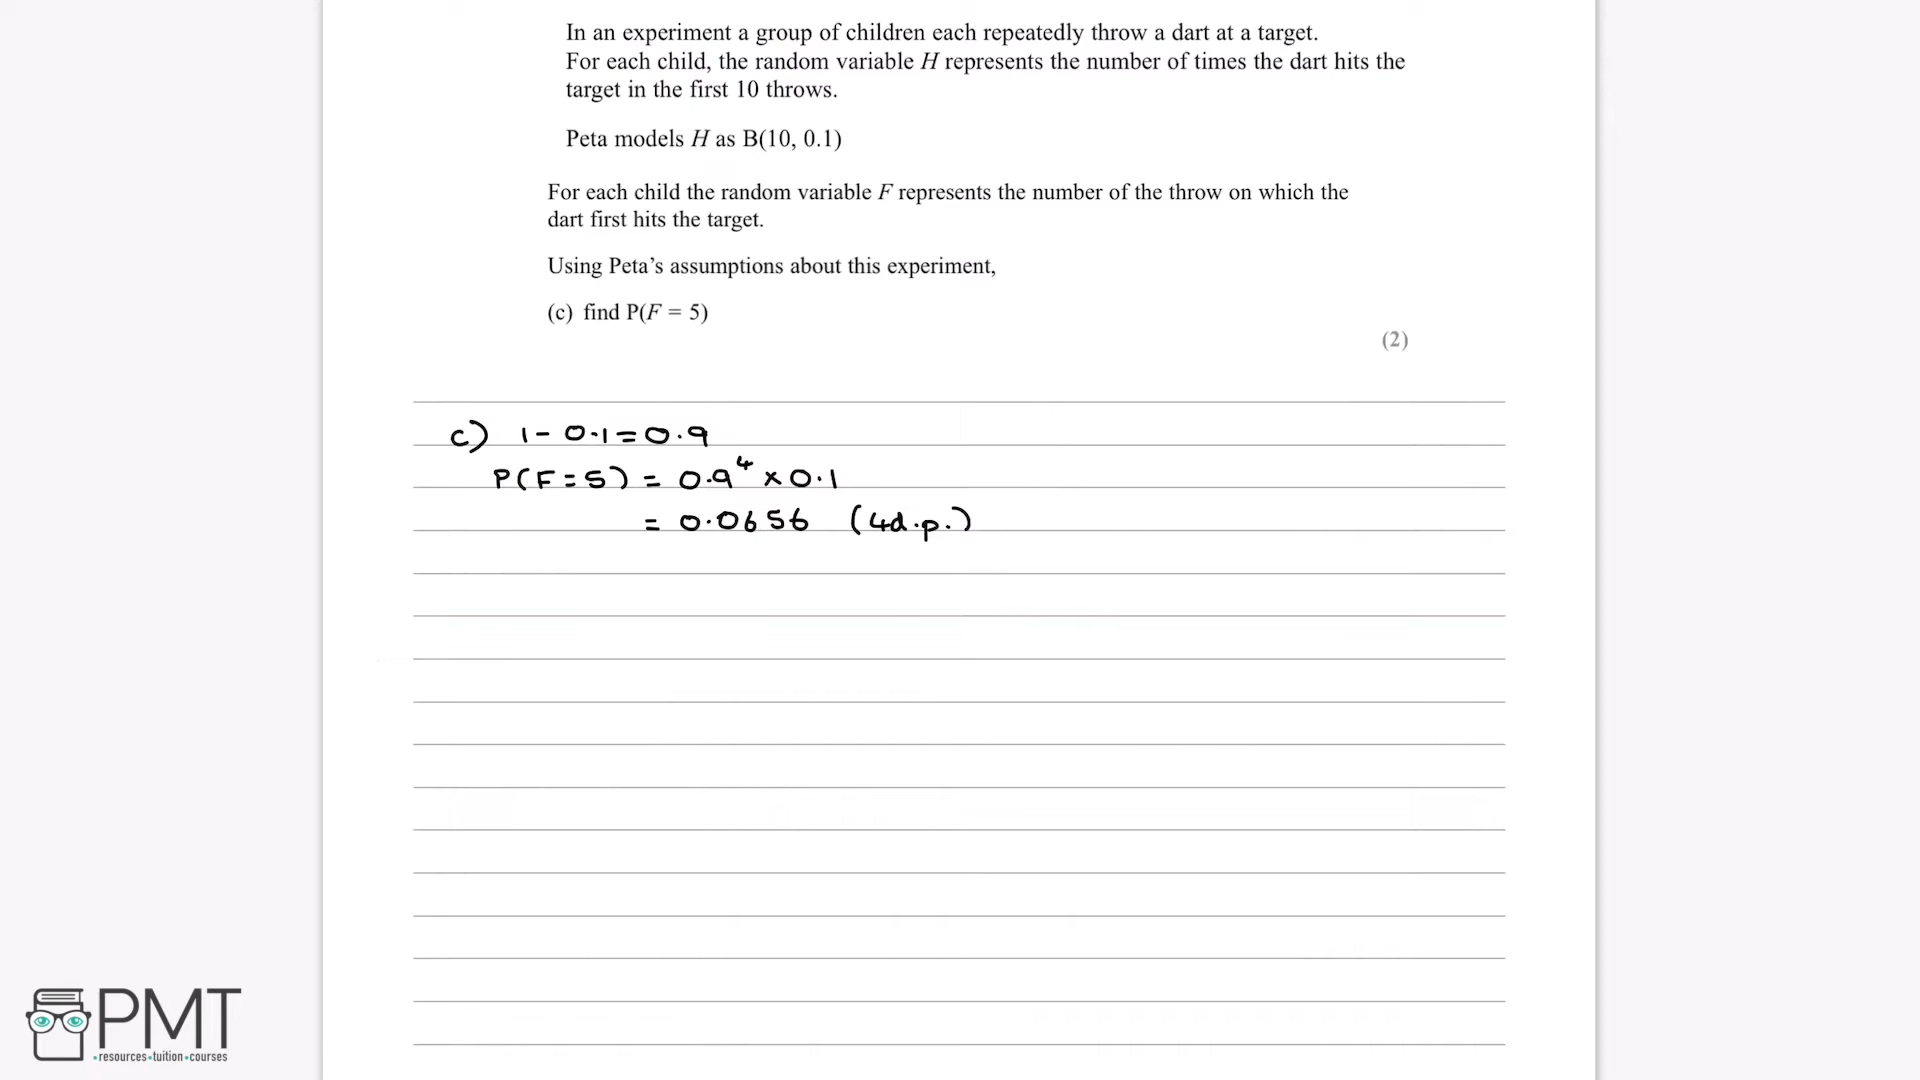 In an experiment a group of children each repeatedly throw a dart at a target.
For each child, the random variable H represents the number of times the dart hits the
target in the first 10 throws.
Peta models H as B(10, 0.1)
For each child the random variable F represents the number of the throw on which the
dart first hits the target.
Using Peta's assumptions about this experiment,
(c) find P(F = 5)
(2)
c) 1 - 0.1 = 0.9
P(F = 5) = 0.9⁴ × 0.1
= 0.0656 (4d.p.)
PMT
•resources•tuition•courses